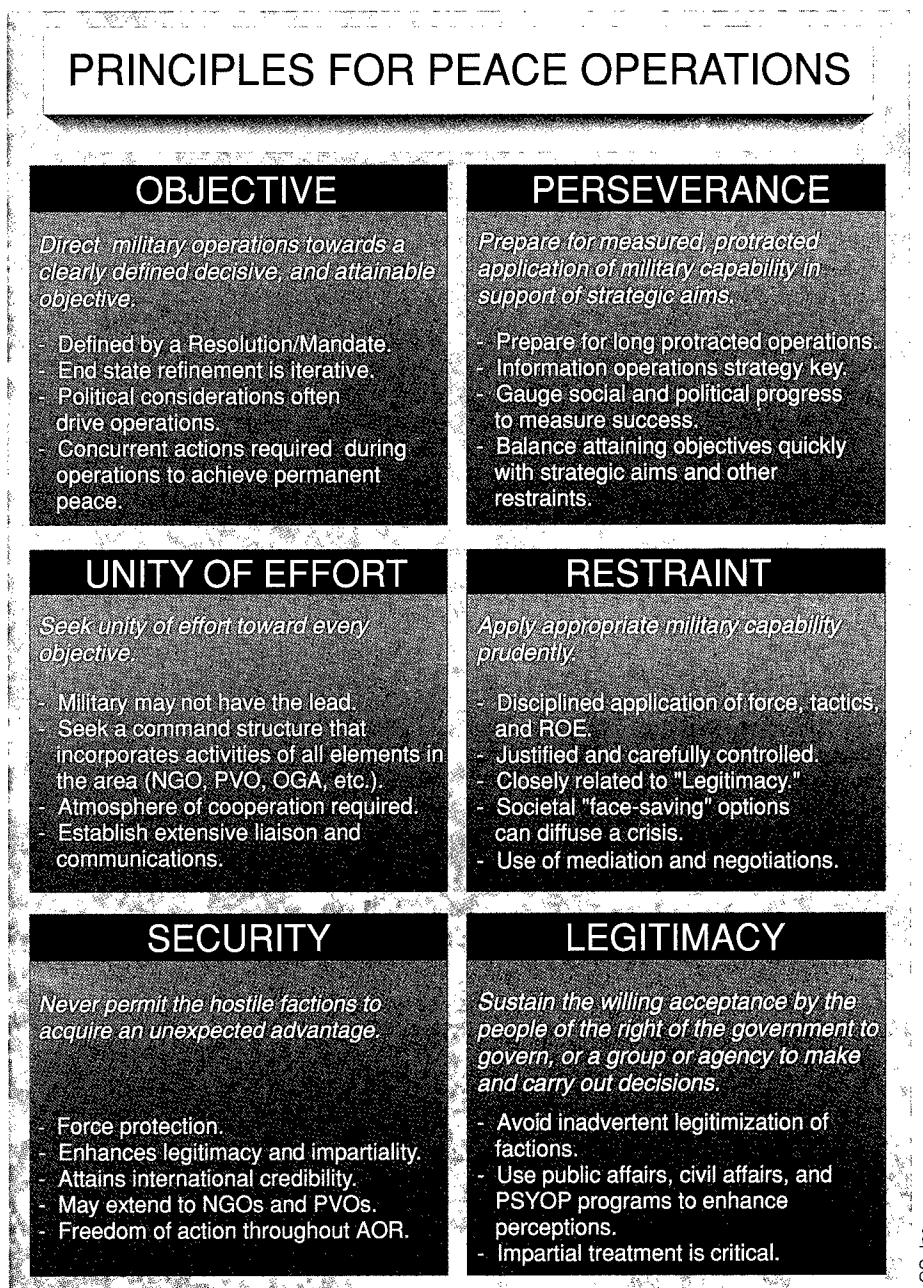 PRINCIPLES FOR PEACE OPERATIONS
OBJECTIVE
Direct military operations towards a
clearly defined decisive, and attainable
objective.
- Defined by a Resolution/Mandate.
- End state refinement is iterative.
- Political considerations often
drive operations.
- Concurrent actions required during
operations to achieve permanent
peace.
PERSEVERANCE
Prepare for measured, protracted
application of military capability in
support of strategic aims.
- Prepare for long protracted operations.
- Information operations strategy key.
- Gauge social and political progress
to measure success.
- Balance attaining objectives quickly
with strategic aims and other
restraints.
UNITY OF EFFORT
Seek unity of effort toward every
objective.
- Military may not have the lead.
- Seek a command structure that
incorporates activities of all elements in
the area (NGO, PVO, OGA, etc.).
- Atmosphere of cooperation required.
- Establish extensive liaison and
communications.
RESTRAINT
Apply appropriate military capability
prudently.
- Disciplined application of force, tactics,
and ROE.
- Justified and carefully controlled.
- Closely related to "Legitimacy."
- Societal "face-saving" options
can diffuse a crisis.
- Use of mediation and negotiations.
SECURITY
Never permit the hostile factions to
acquire an unexpected advantage.
- Force protection.
- Enhances legitimacy and impartiality.
- Attains international credibility.
- May extend to NGOs and PVOs.
- Freedom of action throughout AOR.
LEGITIMACY
Sustain the willing acceptance by the
people of the right of the government to
govern, or a group or agency to make
and carry out decisions.
- Avoid inadvertent legitimization of
factions.
- Use public affairs, civil affairs, and
PSYOP programs to enhance
perceptions.
- Impartial treatment is critical.